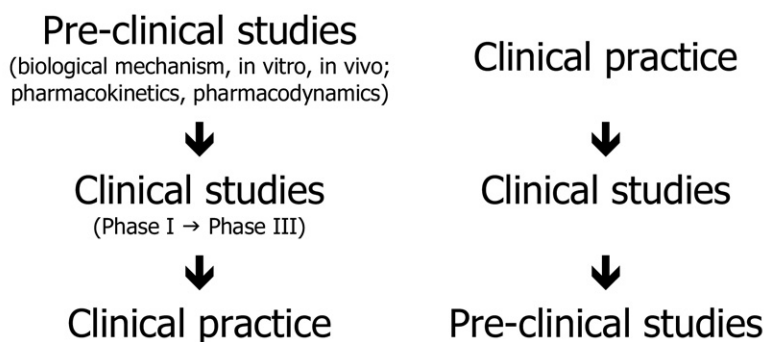 Pre-clinical studies
(biological mechanism, in vitro, in vivo;
pharmacokinetics, pharmacodynamics)
Clinical studies
(Phase I → Phase III)
Clinical practice
Clinical practice
Clinical studies
Pre-clinical studies